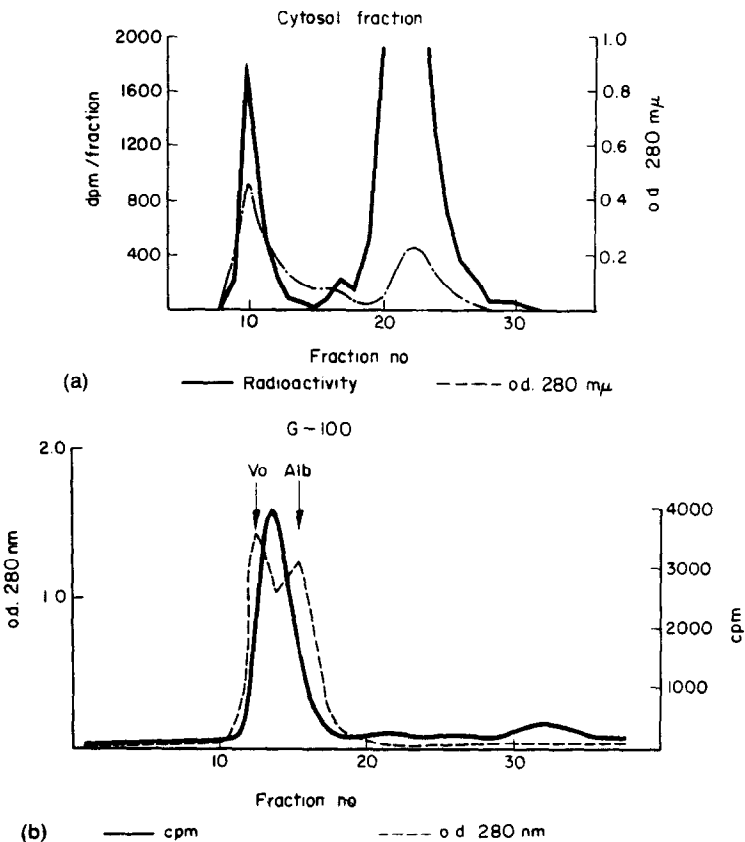 Cytosol fraction
2000
1600
1200
800
400
dpm/fraction
1.0
0.8
0.6
0.4
0.2
o d 280 mμ
10 20 30
Fraction no
(a) Radioactivity o d. 280 mμ
G-100
2.0
1 0
o.d. 280 nm
Vo Alb
4000
3000
2000
1000
cpm
10 20 30
Fraction no
(b) cpm o d 280 nm